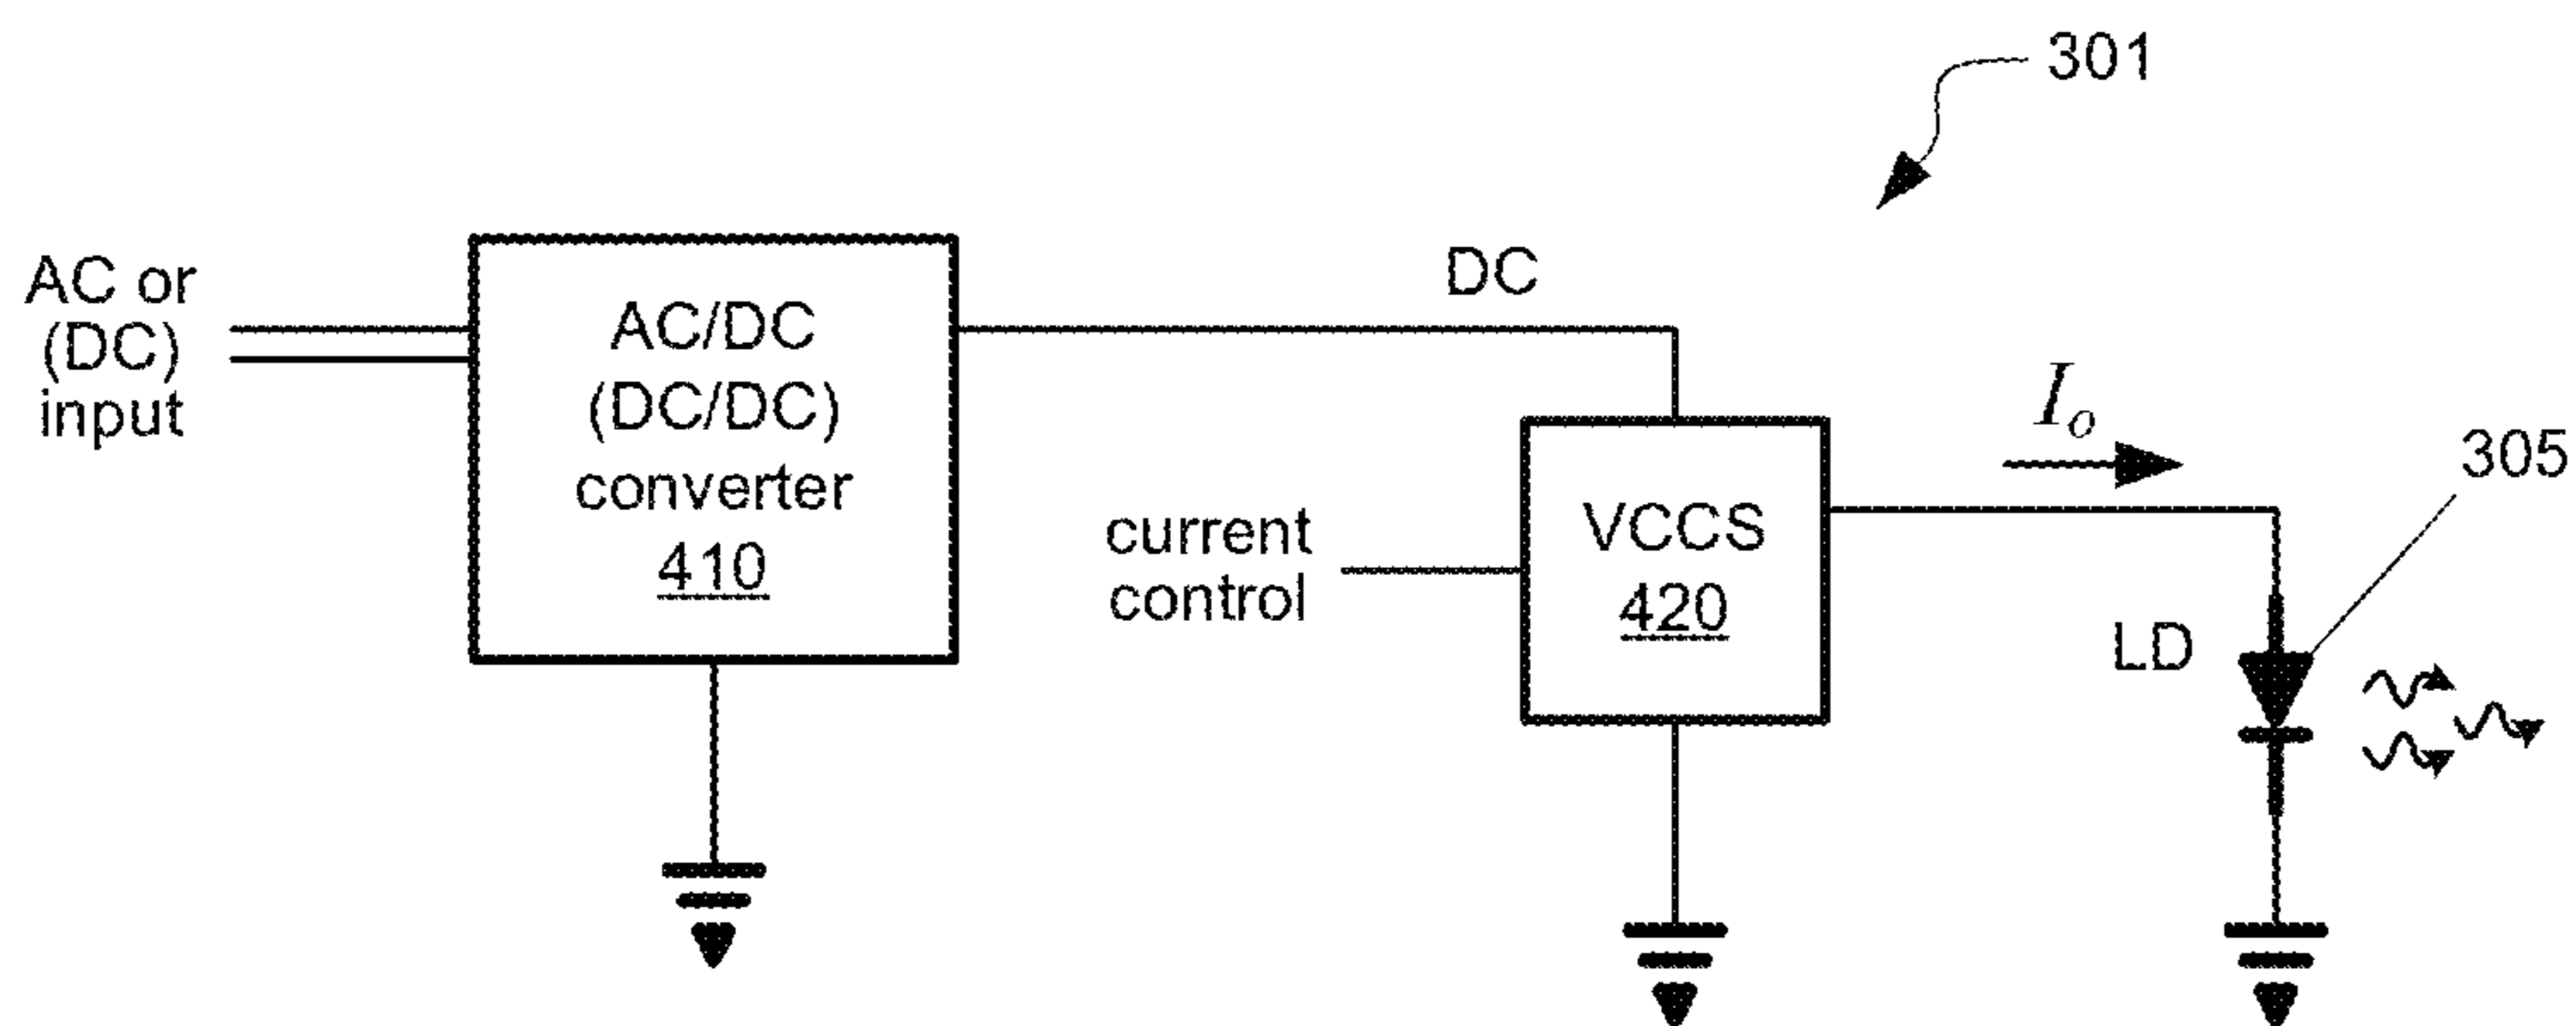 301
AC or
(DC)
input
AC/DC
(DC/DC)
converter
410
DC
current
control
VCCS
420
I_o
305
LD